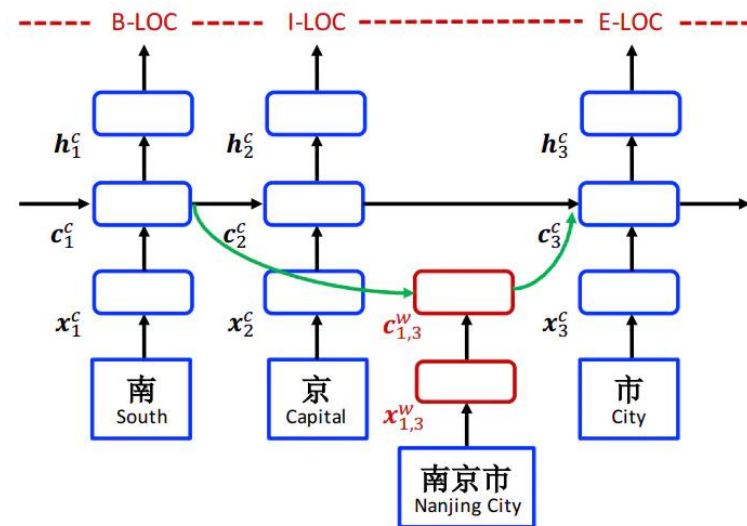 B-LOC I-LOC E-LOC
h₁ᶜ h₂ᶜ h₃ᶜ
c₁ᶜ c₂ᶜ c₃ᶜ
x₁ᶜ x₂ᶜ c₁,₃ʷ x₃ᶜ
南 京 市
South Capital City
x₁,₃ʷ
南京市
Nanjing City